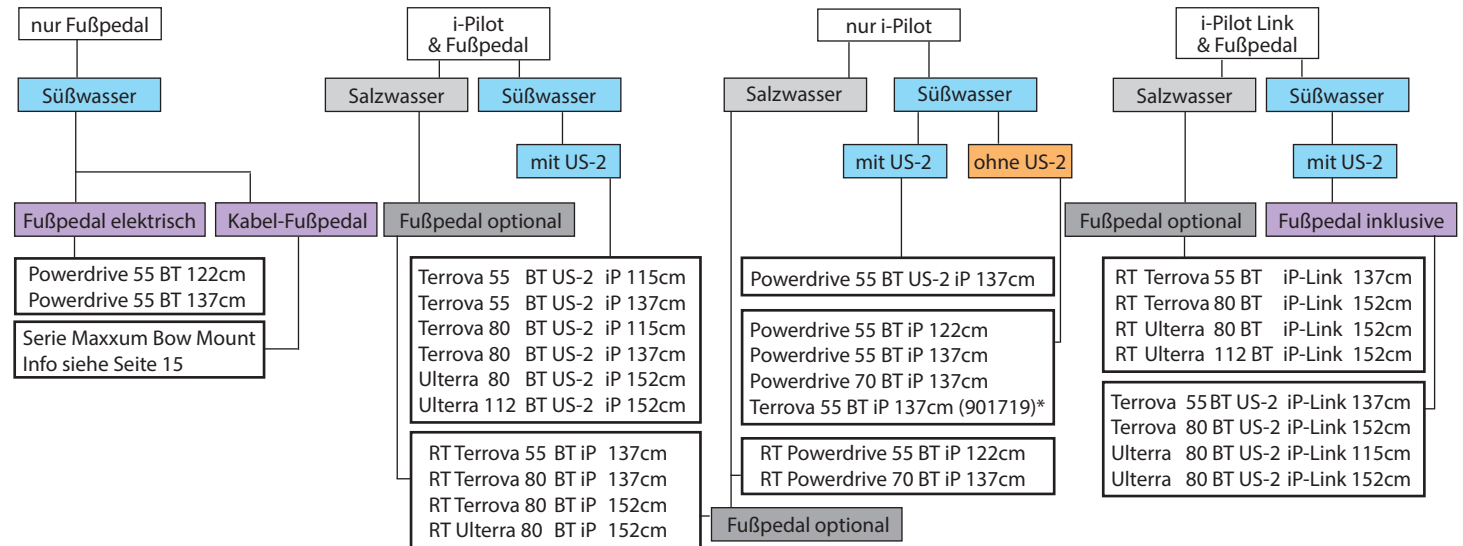 nur Fußpedal
Süßwasser
Fußpedal elektrisch
Kabel-Fußpedal
Powerdrive 55 BT 122cm
Powerdrive 55 BT 137cm
Serie Maxxum Bow Mount
Info siehe Seite 15
i-Pilot
& Fußpedal
Salzwasser
Süßwasser
mit US-2
Fußpedal optional
Terrova 55 BT US-2 iP 115cm
Terrova 55 BT US-2 iP 137cm
Terrova 80 BT US-2 iP 115cm
Terrova 80 BT US-2 iP 137cm
Ulterra 80 BT US-2 iP 152cm
Ulterra 112 BT US-2 iP 152cm
RT Terrova 55 BT iP 137cm
RT Terrova 80 BT iP 137cm
RT Terrova 80 BT iP 152cm
RT Ulterra 80 BT iP 152cm
nur i-Pilot
Salzwasser
Süßwasser
mit US-2
ohne US-2
Powerdrive 55 BT US-2 iP 137cm
Powerdrive 55 BT iP 122cm
Powerdrive 55 BT iP 137cm
Powerdrive 70 BT iP 137cm
Terrova 55 BT iP 137cm (901719)*
RT Powerdrive 55 BT iP 122cm
RT Powerdrive 70 BT iP 137cm
Fußpedal optional
i-Pilot Link
& Fußpedal
Salzwasser
Süßwasser
mit US-2
Fußpedal optional
Fußpedal inklusive
RT Terrova 55 BT iP-Link 137cm
RT Terrova 80 BT iP-Link 152cm
RT Ulterra 80 BT iP-Link 152cm
RT Ulterra 112 BT iP-Link 152cm
Terrova 55 BT US-2 iP-Link 137cm
Terrova 80 BT US-2 iP-Link 152cm
Ulterra 80 BT US-2 iP-Link 115cm
Ulterra 80 BT US-2 iP-Link 152cm